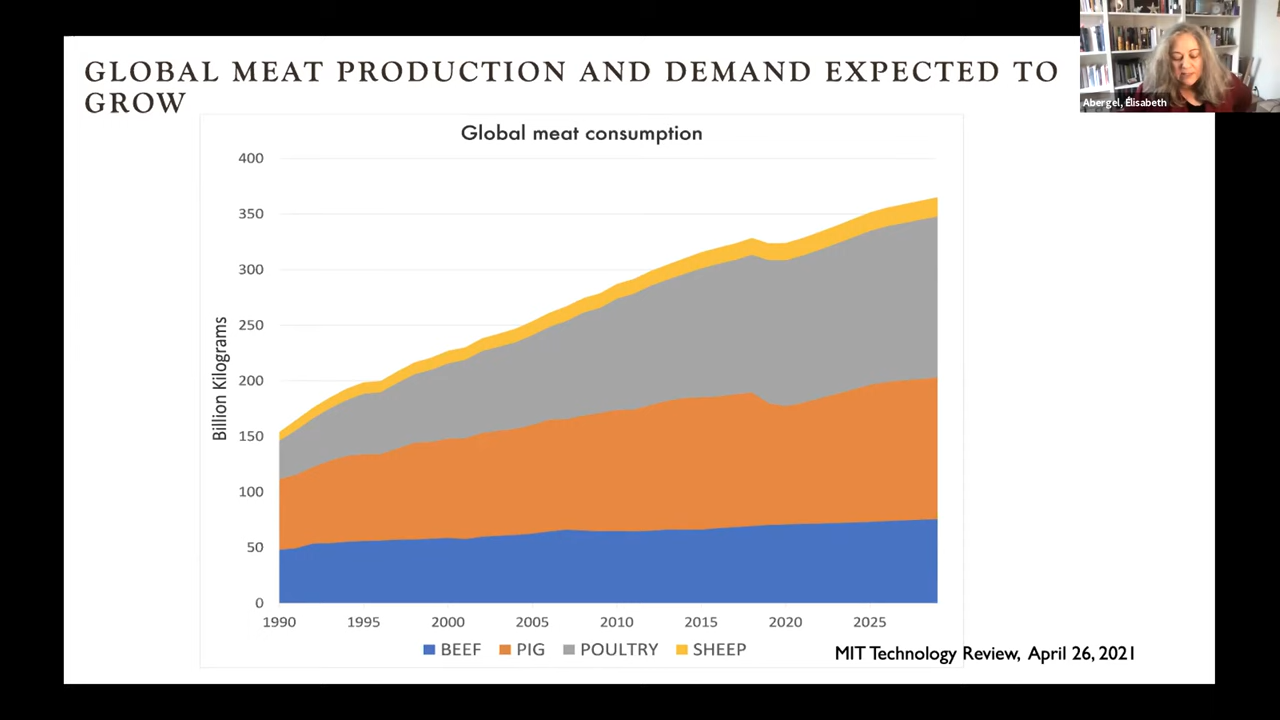 GLOBAL MEAT PRODUCTION AND DEMAND EXPECTED TO
GROW
Abergel, Élisabeth
Global meat consumption
400
350
300
250
200
150
100
50
0
Billion Kilograms
1990 1995 2000 2005 2010 2015 2020 2025
BEEF PIG POULTRY SHEEP
MIT Technology Review, April 26, 2021